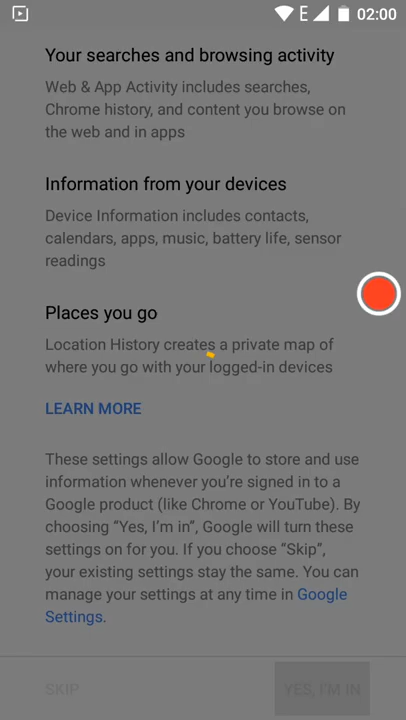 E 02:00
Your searches and browsing activity
Web & App Activity includes searches,
Chrome history, and content you browse on
the web and in apps
Information from your devices
Device Information includes contacts,
calendars, apps, music, battery life, sensor
readings
Places you go
Location History creates a private map of
where you go with your logged-in devices
LEARN MORE
These settings allow Google to store and use
information whenever you're signed in to a
Google product (like Chrome or YouTube). By
choosing “Yes, I'm in”, Google will turn these
settings on for you. If you choose “Skip”,
your existing settings stay the same. You can
manage your settings at any time in Google
Settings.
SKIP YES, I'M IN